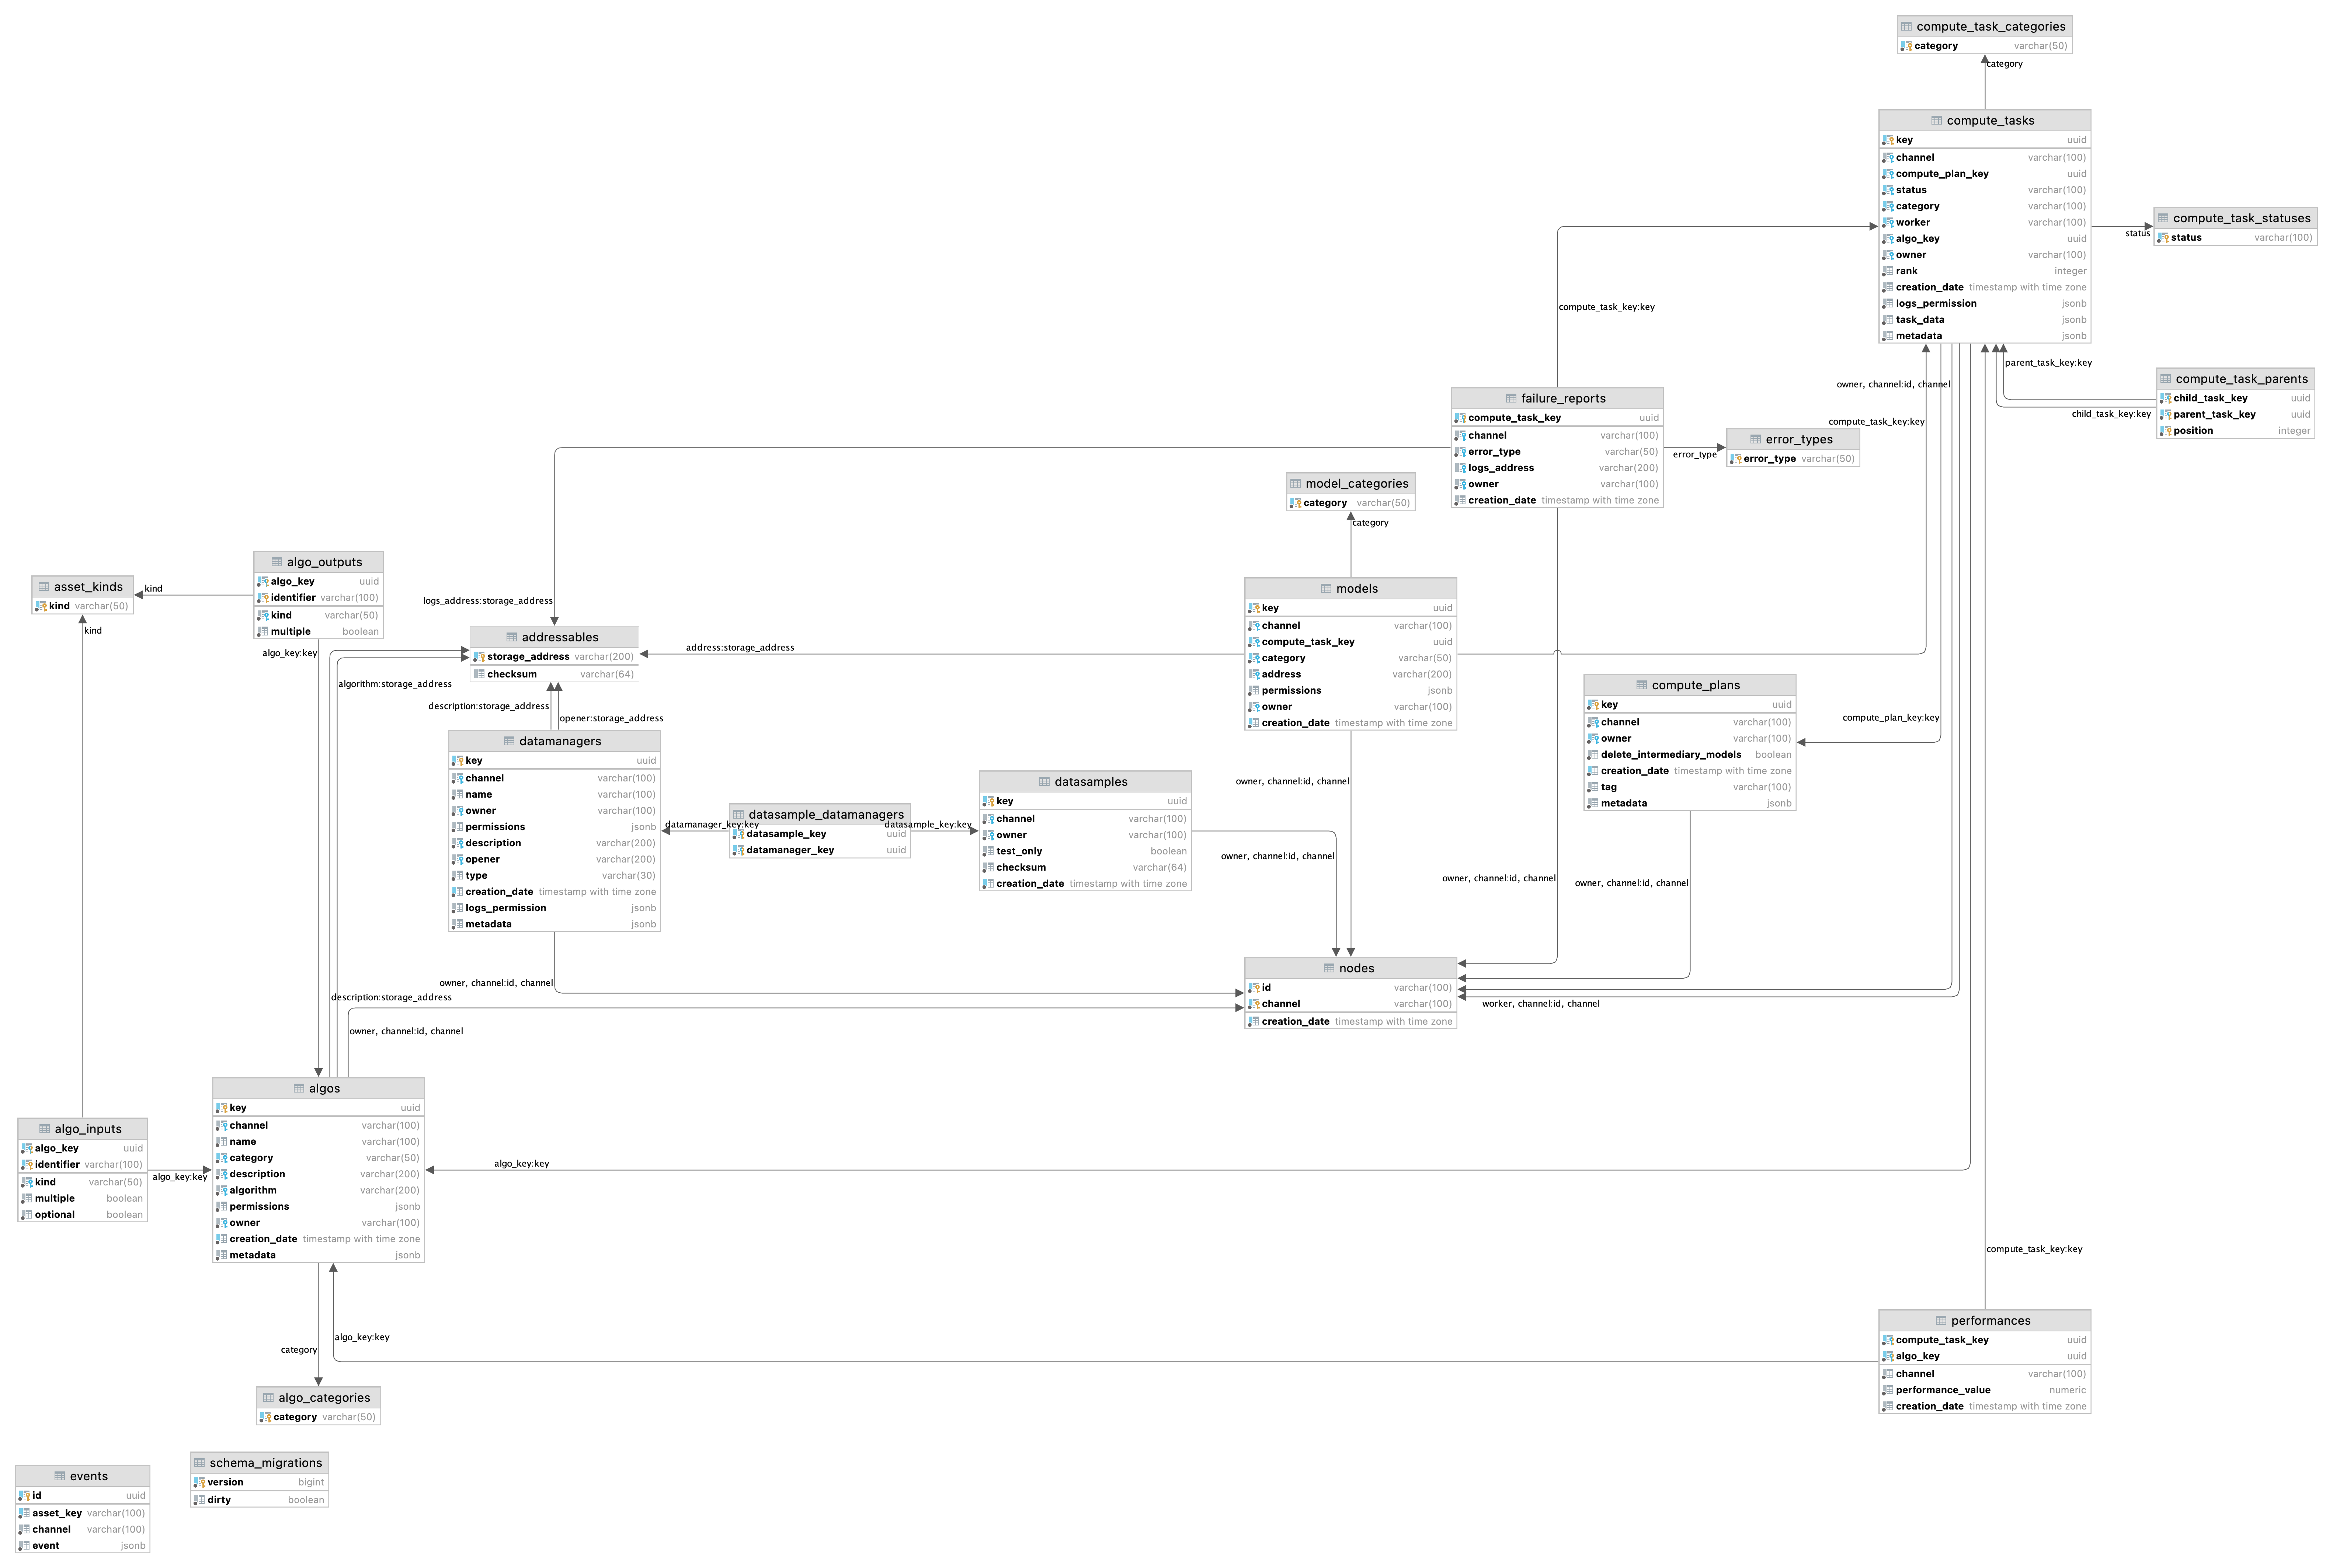 compute_task_categories
category varchar(50)
category
compute_tasks
key uuid
channel varchar(100)
compute_plan_key uuid
status varchar(100)
category varchar(100)
worker varchar(100)
algo_key uuid
owner varchar(100)
rank integer
creation_date timestamp with time zone
logs_permission jsonb
task_data jsonb
metadata jsonb
compute_task_statuses
status varchar(100)
status
compute_task_key:key
parent_task_key:key
compute_task_parents
child_task_key uuid
parent_task_key uuid
position integer
child_task_key:key
owner, channel:id, channel
compute_task_key:key
failure_reports
compute_task_key uuid
channel varchar(100)
error_type varchar(50)
logs_address varchar(200)
owner varchar(100)
creation_date timestamp with time zone
error_types
error_type varchar(50)
error_type
model_categories
category varchar(50)
category
algo_outputs
algo_key uuid
identifier varchar(100)
kind varchar(50)
multiple boolean
asset_kinds
kind varchar(50)
kind
kind
logs_address:storage_address
models
key uuid
channel varchar(100)
compute_task_key uuid
category varchar(50)
address varchar(200)
permissions jsonb
owner varchar(100)
creation_date timestamp with time zone
addressables
storage_address varchar(200)
checksum varchar(64)
address:storage_address
algo_key:key
algorithm:storage_address
description:storage_address
opener:storage_address
compute_plans
key uuid
channel varchar(100)
owner varchar(100)
delete_intermediary_models boolean
creation_date timestamp with time zone
tag varchar(100)
metadata jsonb
compute_plan_key:key
datamanagers
key uuid
channel varchar(100)
name varchar(100)
owner varchar(100)
permissions jsonb
description varchar(200)
opener varchar(200)
type varchar(30)
creation_date timestamp with time zone
logs_permission jsonb
metadata jsonb
datasample_datamanagers
datasample_key uuid
datamanager_key uuid
datamanager_key:key
datasample_key:key
datasamples
key uuid
channel varchar(100)
owner varchar(100)
test_only boolean
checksum varchar(64)
creation_date timestamp with time zone
owner, channel:id, channel
owner, channel:id, channel
owner, channel:id, channel
owner, channel:id, channel
nodes
id varchar(100)
channel varchar(100)
creation_date timestamp with time zone
owner, channel:id, channel
description:storage_address
worker, channel:id, channel
owner, channel:id, channel
algos
key uuid
channel varchar(100)
name varchar(100)
category varchar(50)
description varchar(200)
algorithm varchar(200)
permissions jsonb
owner varchar(100)
creation_date timestamp with time zone
metadata jsonb
algo_inputs
algo_key uuid
identifier varchar(100)
kind varchar(50)
multiple boolean
optional boolean
algo_key:key
algo_key:key
compute_task_key:key
performances
compute_task_key uuid
algo_key uuid
channel varchar(100)
performance_value numeric
creation_date timestamp with time zone
algo_key:key
category
algo_categories
category varchar(50)
schema_migrations
version bigint
dirty boolean
events
id uuid
asset_key varchar(100)
channel varchar(100)
event jsonb